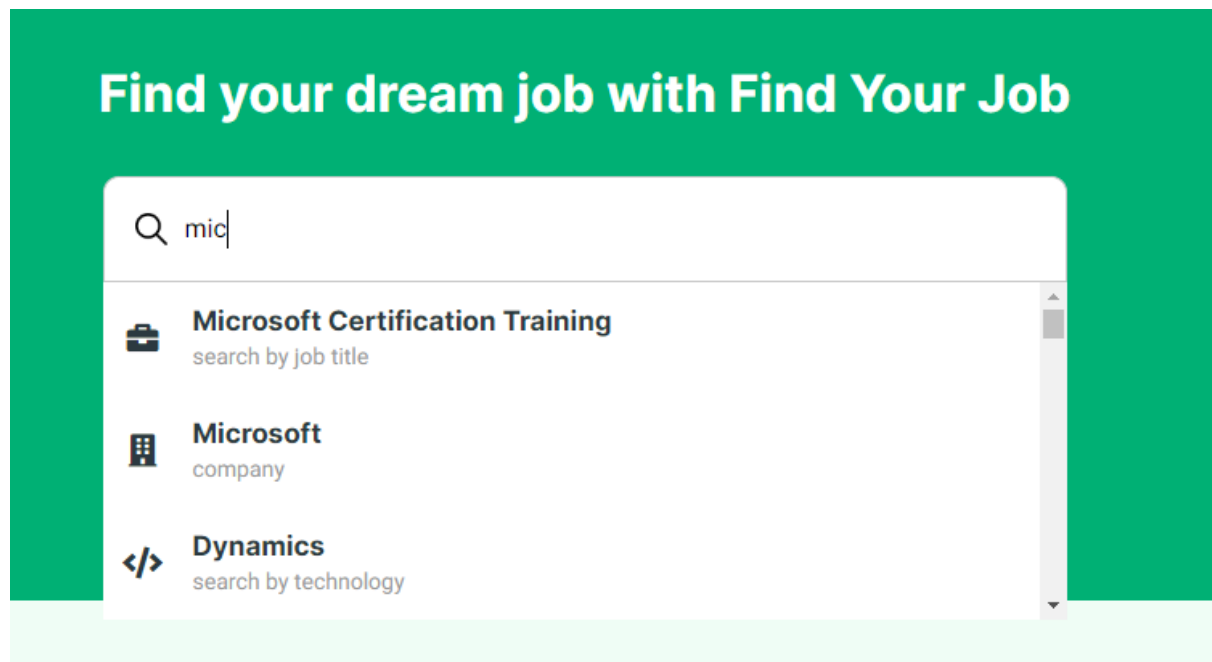 Find your dream job with Find Your Job
mic
Microsoft Certification Training
search by job title
Microsoft
company
Dynamics
search by technology